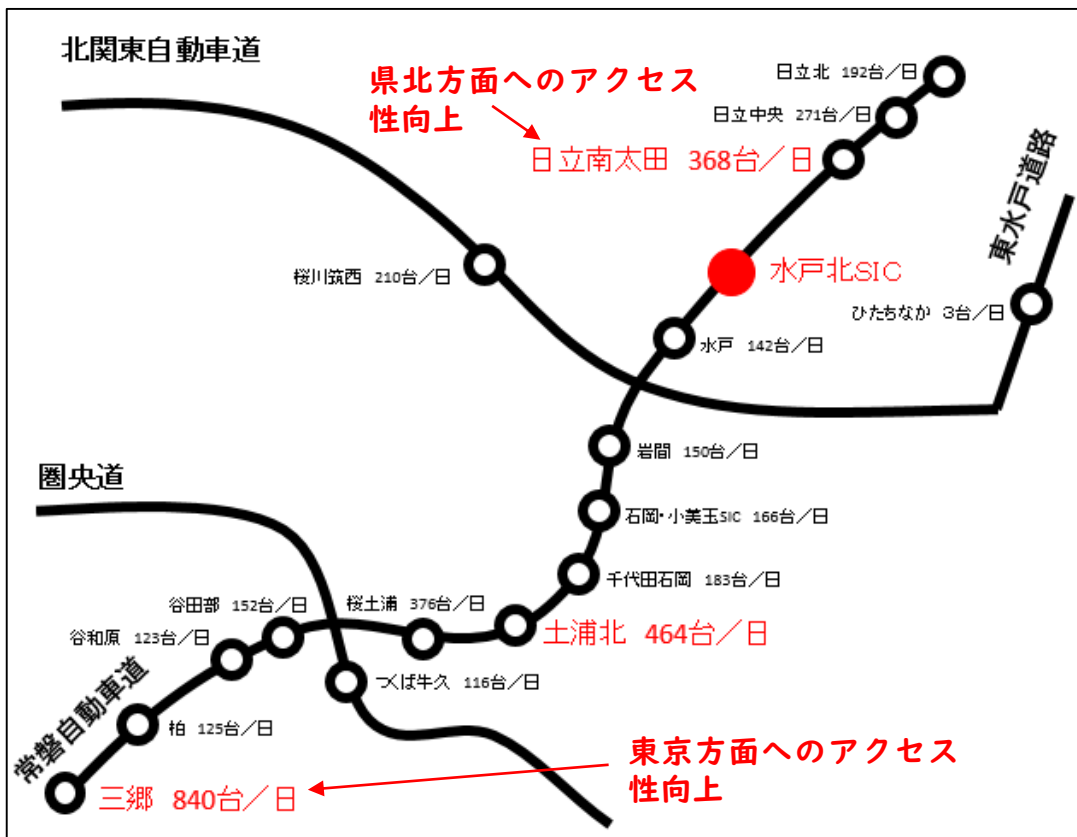 北関東自動車道
県北方面へのアクセス
性向上
日立北 192台/日
日立中央 271台/日
日立南太田 368台/日
東水戸道路
桜川筑西 210台/日
水戸北SIC
ひたちなか 3台/日
水戸 142台/日
岩間 150台/日
圏央道
石岡・小美玉SIC 166台/日
千代田石岡 183台/日
谷田部 152台/日
桜土浦 376台/日
土浦北 464台/日
谷和原 123台/日
つくば牛久 116台/日
常磐自動車道
柏 125台/日
東京方面へのアクセス
性向上
三郷 840台/日